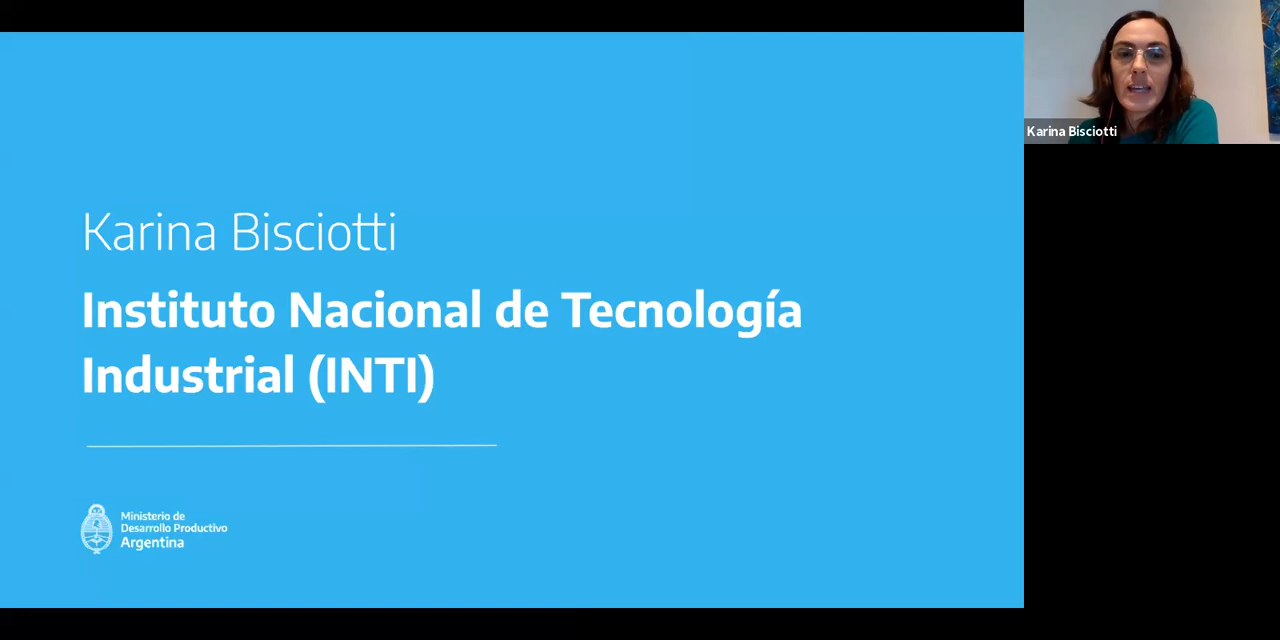 Karina Bisciotti
Instituto Nacional de Tecnología
Industrial (INTI)
Ministerio de
Desarrollo Productivo
Argentina
Karina Bisciotti